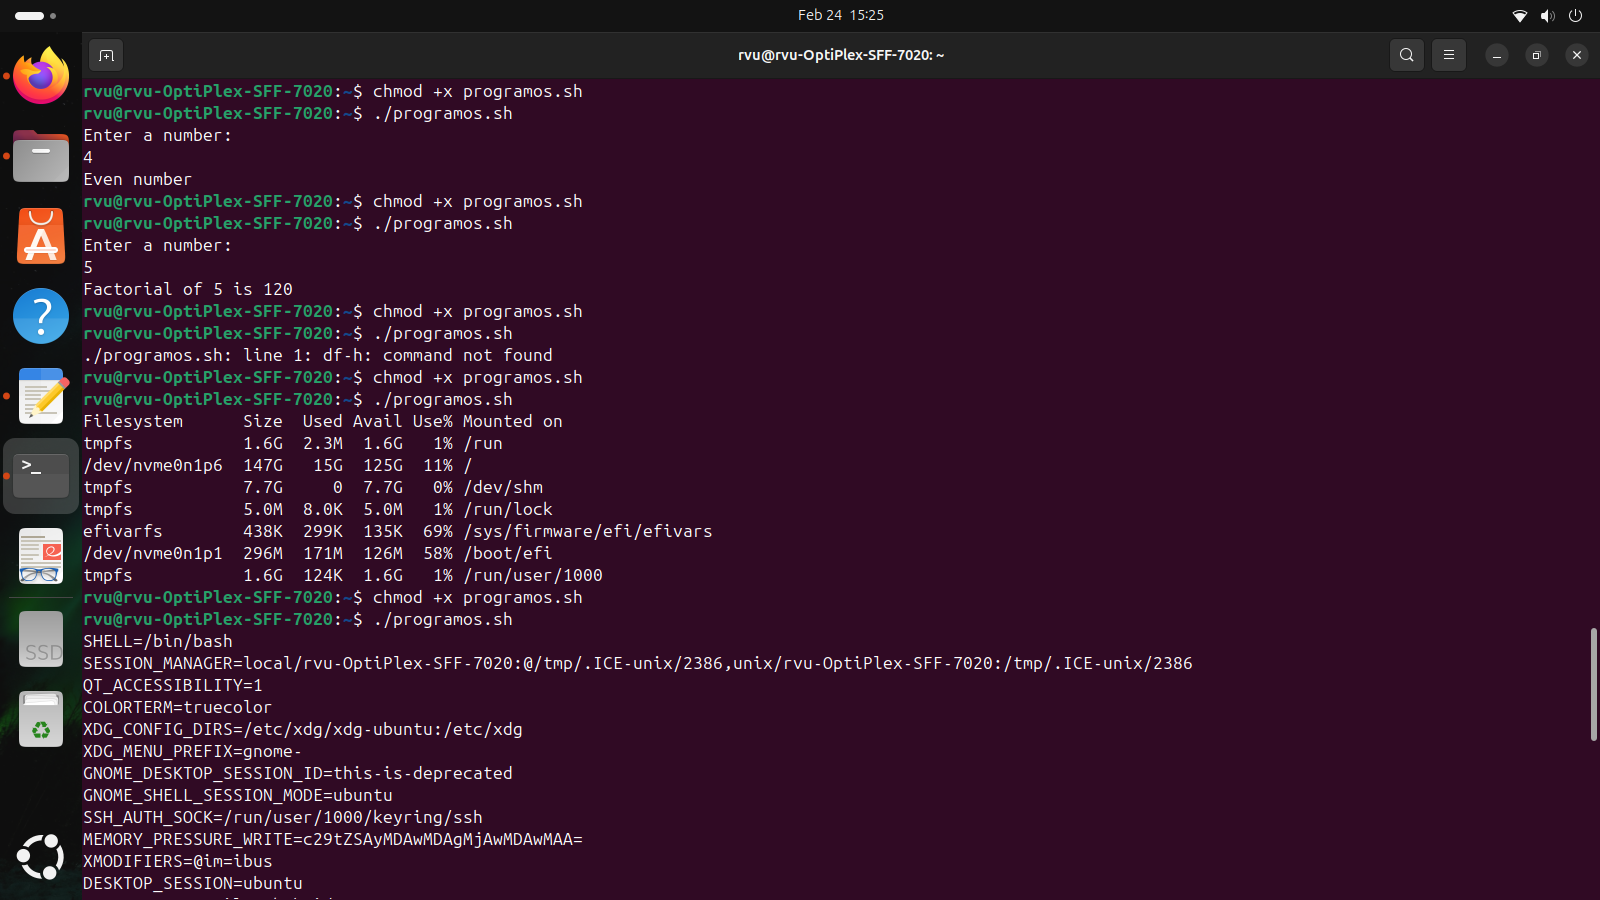 Feb 24 15:25
rvu@rvu-OptiPlex-SFF-7020: ~
rvu@rvu-OptiPlex-SFF-7020:~$ chmod +x programos.sh
rvu@rvu-OptiPlex-SFF-7020:~$ ./programos.sh
Enter a number:
4
Even number
rvu@rvu-OptiPlex-SFF-7020:~$ chmod +x programos.sh
rvu@rvu-OptiPlex-SFF-7020:~$ ./programos.sh
Enter a number:
5
Factorial of 5 is 120
rvu@rvu-OptiPlex-SFF-7020:~$ chmod +x programos.sh
rvu@rvu-OptiPlex-SFF-7020:~$ ./programos.sh
./programos.sh: line 1: df-h: command not found
rvu@rvu-OptiPlex-SFF-7020:~$ chmod +x programos.sh
rvu@rvu-OptiPlex-SFF-7020:~$ ./programos.sh
Filesystem      Size  Used Avail Use% Mounted on
tmpfs           1.6G  2.3M  1.6G   1% /run
/dev/nvme0n1p6  147G   15G  125G  11% /
tmpfs           7.7G     0  7.7G   0% /dev/shm
tmpfs           5.0M  8.0K  5.0M   1% /run/lock
efivarfs        438K  299K  135K  69% /sys/firmware/efi/efivars
/dev/nvme0n1p1  296M  171M  126M  58% /boot/efi
tmpfs           1.6G  124K  1.6G   1% /run/user/1000
rvu@rvu-OptiPlex-SFF-7020:~$ chmod +x programos.sh
rvu@rvu-OptiPlex-SFF-7020:~$ ./programos.sh
SHELL=/bin/bash
SESSION_MANAGER=local/rvu-OptiPlex-SFF-7020:@/tmp/.ICE-unix/2386,unix/rvu-OptiPlex-SFF-7020:/tmp/.ICE-unix/2386
QT_ACCESSIBILITY=1
COLORTERM=truecolor
XDG_CONFIG_DIRS=/etc/xdg/xdg-ubuntu:/etc/xdg
XDG_MENU_PREFIX=gnome-
GNOME_DESKTOP_SESSION_ID=this-is-deprecated
GNOME_SHELL_SESSION_MODE=ubuntu
SSH_AUTH_SOCK=/run/user/1000/keyring/ssh
MEMORY_PRESSURE_WRITE=c29tZSAyMDAwMDAgMjAwMDAwMAA=
XMODIFIERS=@im=ibus
DESKTOP_SESSION=ubuntu
SSD